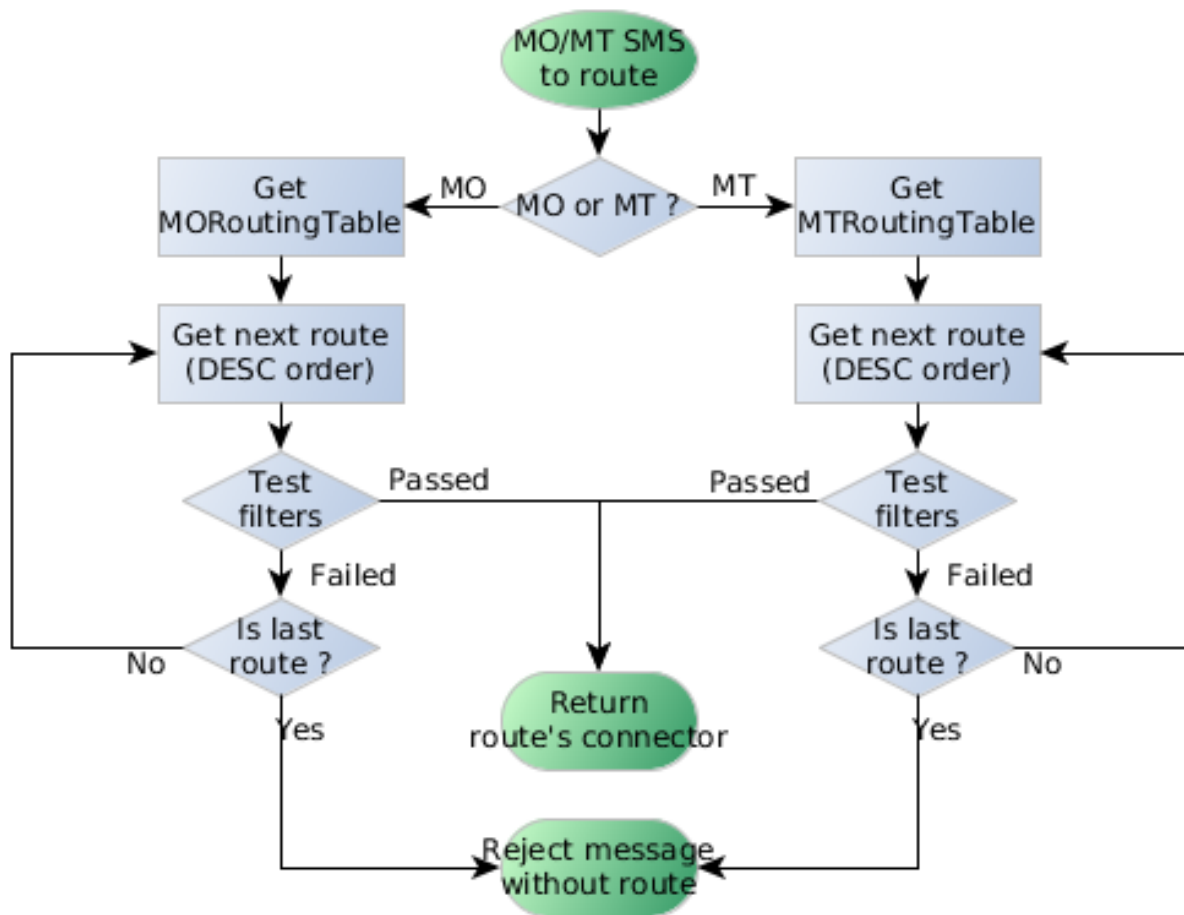 MO/MT SMS
to route
MO
MO or MT ?
MT
Get
MORoutingTable
Get
MTRoutingTable
Get next route
(DESC order)
Get next route
(DESC order)
Test
filters
Passed
Passed
Test
filters
Failed
Failed
Is last
route ?
No
Is last
route ?
No
Yes
Return
route's connector
Yes
Reject message
without route